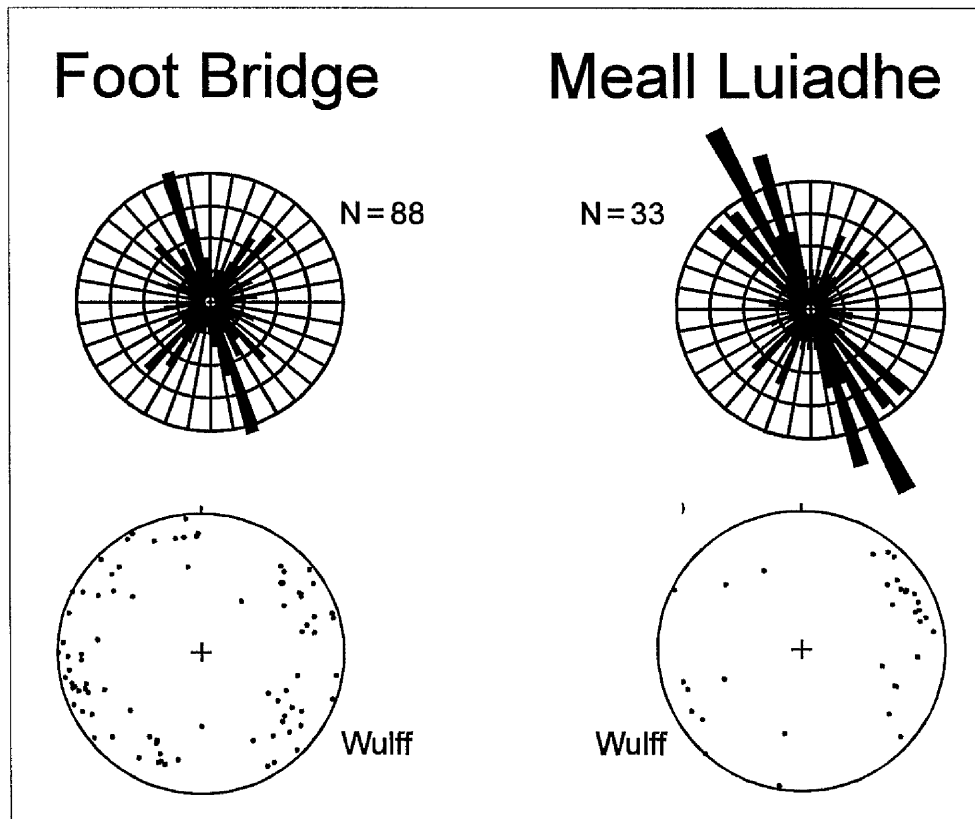 Foot Bridge
Meall Luiadhe
N = 88
N = 33
Wulff
Wulff